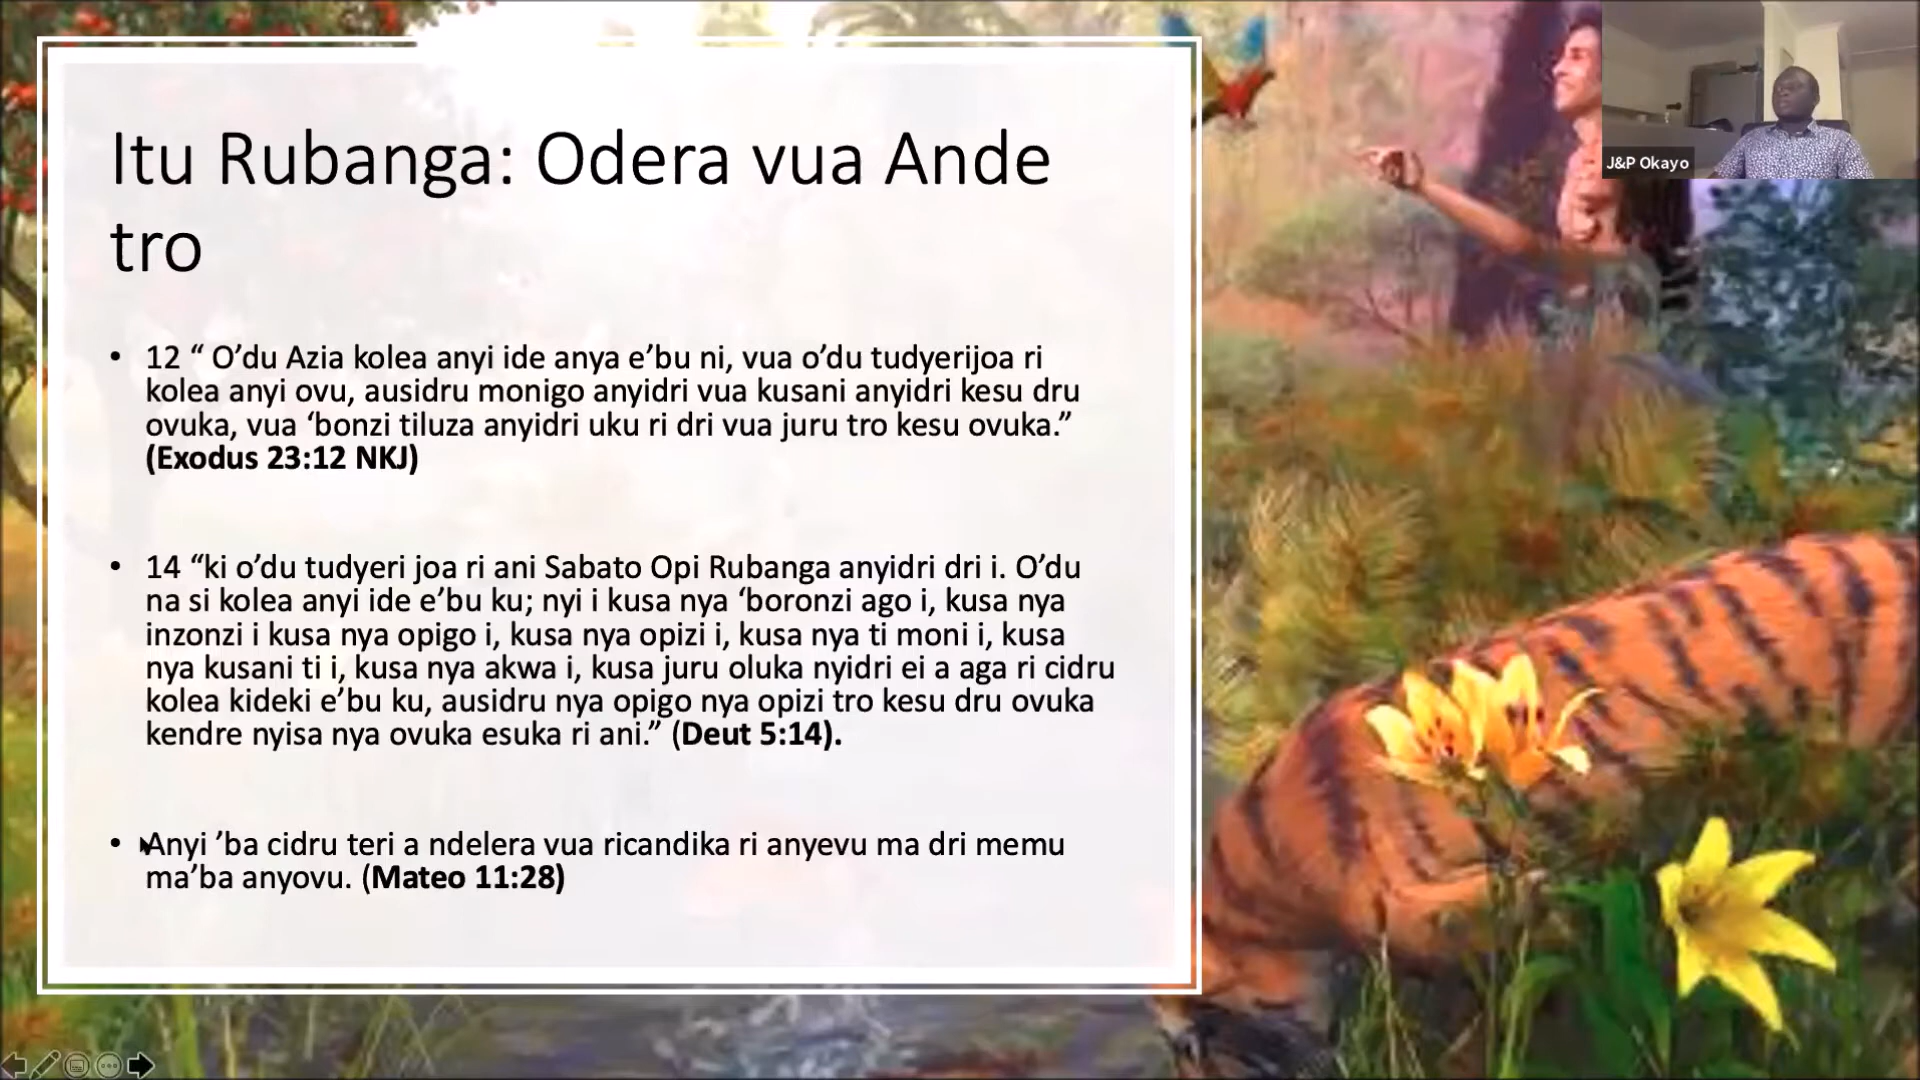 Itu Rubanga: Odera vua Ande
tro
• 12 “ O’du Azia kolea anyi ide anya e’bu ni, vua o’du tudyerijoa ri
kolea anyi ovu, ausidru monigo anyidri vua kusani anyidri kesu dru
ovuka, vua ‘bonzi tiluza anyidri uku ri dri vua juru tro kesu ovuka.”
(Exodus 23:12 NKJ)
• 14 “ki o’du tudyeri joa ri ani Sabato Opi Rubanga anyidri dri i. O’du
na si kolea anyi ide e’bu ku; nyi i kusa nya ‘boronzi ago i, kusa nya
inzonzi i kusa nya opigo i, kusa nya opizi i, kusa nya ti moni i, kusa
nya kusani ti i, kusa nya akwa i, kusa juru oluka nyidri ei a aga ri cidru
kolea kideki e’bu ku, ausidru nya opigo nya opizi tro kesu dru ovuka
kendre nyisa nya ovuka esuka ri ani.” (Deut 5:14).
• Anyi ’ba cidru teri a ndelera vua ricandika ri anyevu ma dri memu
ma’ba anyovu. (Mateo 11:28)
J&P Okayo